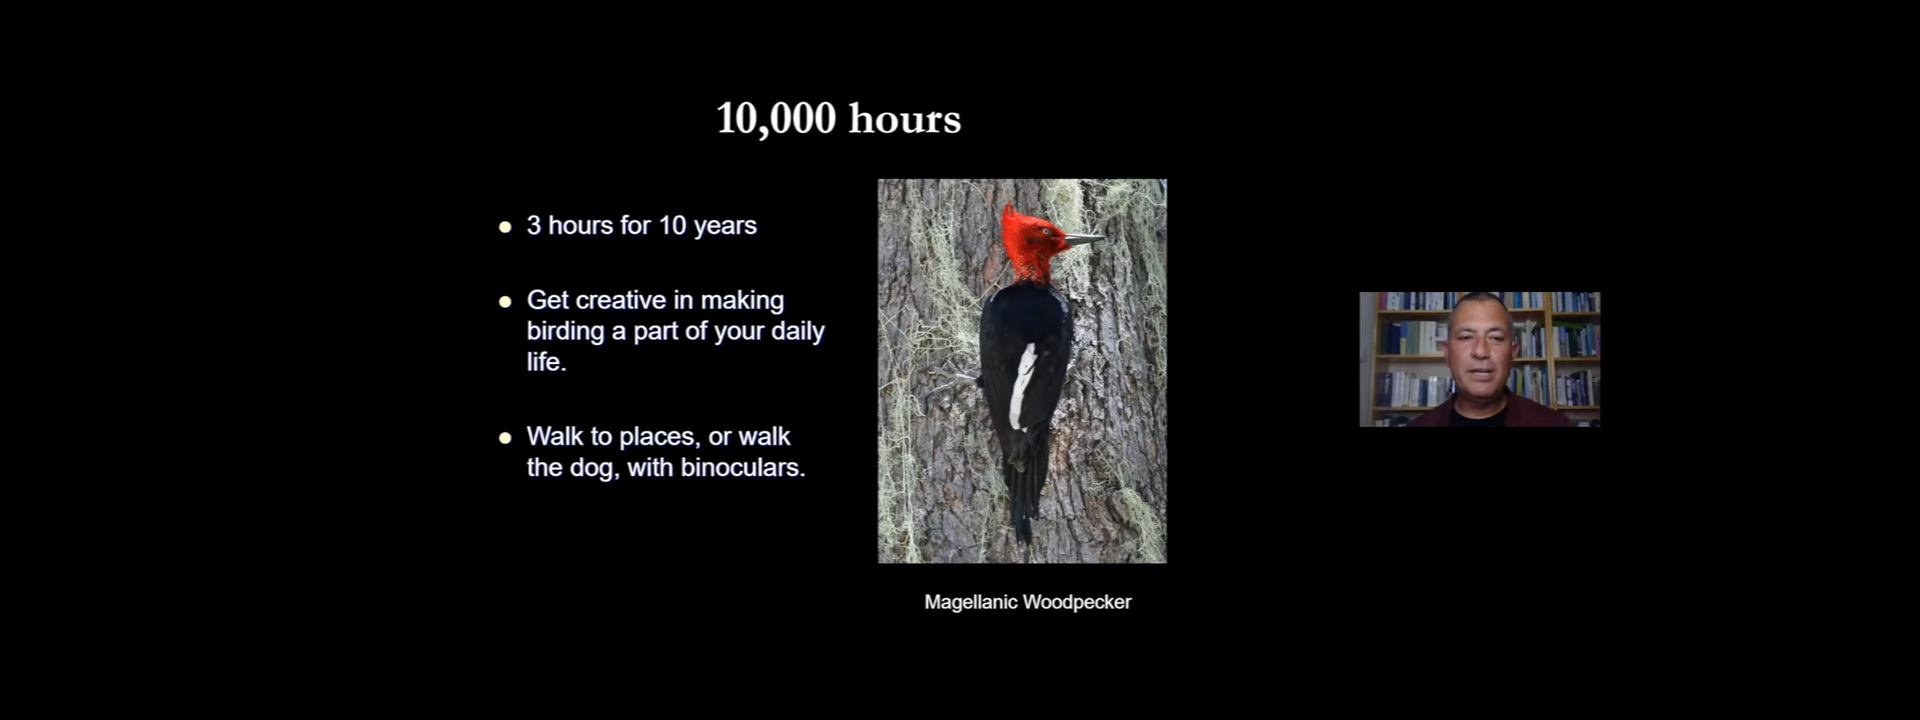 10,000 hours
3 hours for 10 years
Get creative in making
birding a part of your daily
life.
Walk to places, or walk
the dog, with binoculars.
Magellanic Woodpecker